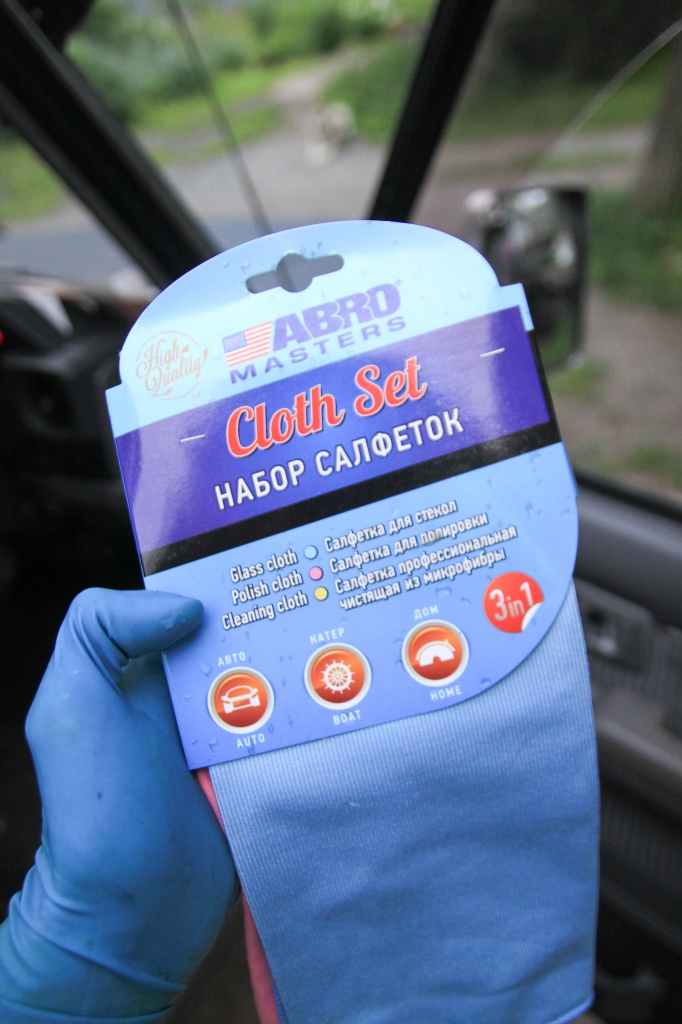 High
Quality
ABRO
MASTERS
Cloth Set
НАБОР САЛФЕТОК
Glass cloth Салфетка для стекол
Polish cloth Салфетка для полировки
Cleaning cloth Салфетка профессиональная
чистящая из микрофибры
3in1
АВТО КАТЕР ДОМ
AUTO BOAT HOME